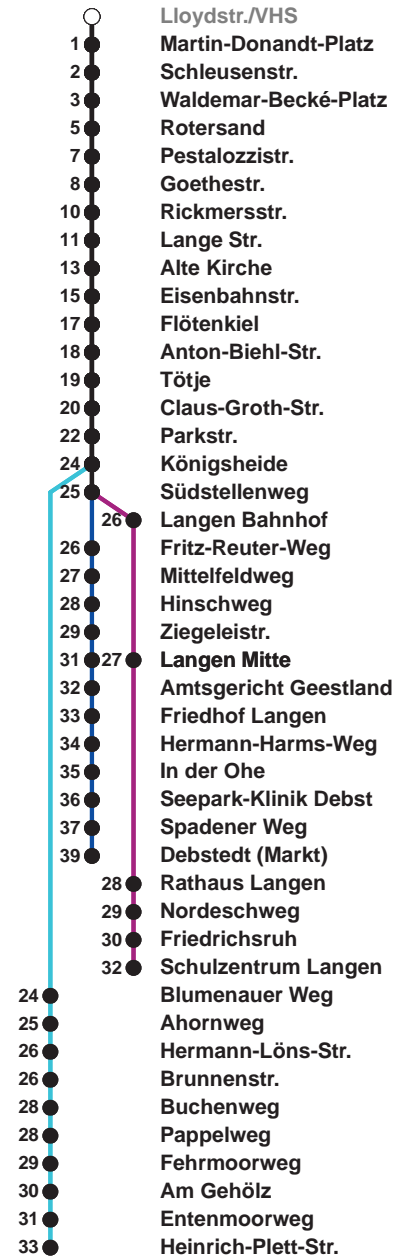 Lloydstr./VHS
1 Martin-Donandt-Platz
2 Schleusenstr.
3 Waldemar-Becké-Platz
5 Rotersand
7 Pestalozzistr.
8 Goethestr.
10 Rickmersstr.
11 Lange Str.
13 Alte Kirche
15 Eisenbahnstr.
17 Flötenkiel
18 Anton-Biehl-Str.
19 Tötje
20 Claus-Groth-Str.
22 Parkstr.
24 Königsheide
25 Südstellenweg
26 Langen Bahnhof
26 Fritz-Reuter-Weg
27 Mittelfeldweg
28 Hinschweg
29 Ziegeleistr.
31 27 Langen Mitte
32 Amtsgericht Geestland
33 Friedhof Langen
34 Hermann-Harms-Weg
35 In der Ohe
36 Seepark-Klinik Debst
37 Spadener Weg
39 Debstedt (Markt)
28 Rathaus Langen
29 Nordeschweg
30 Friedrichsruh
32 Schulzentrum Langen
24 Blumenauer Weg
25 Ahornweg
26 Hermann-Löns-Str.
26 Brunnenstr.
28 Buchenweg
28 Pappelweg
29 Fehrmoorweg
30 Am Gehölz
31 Entenmoorweg
33 Heinrich-Plett-Str.